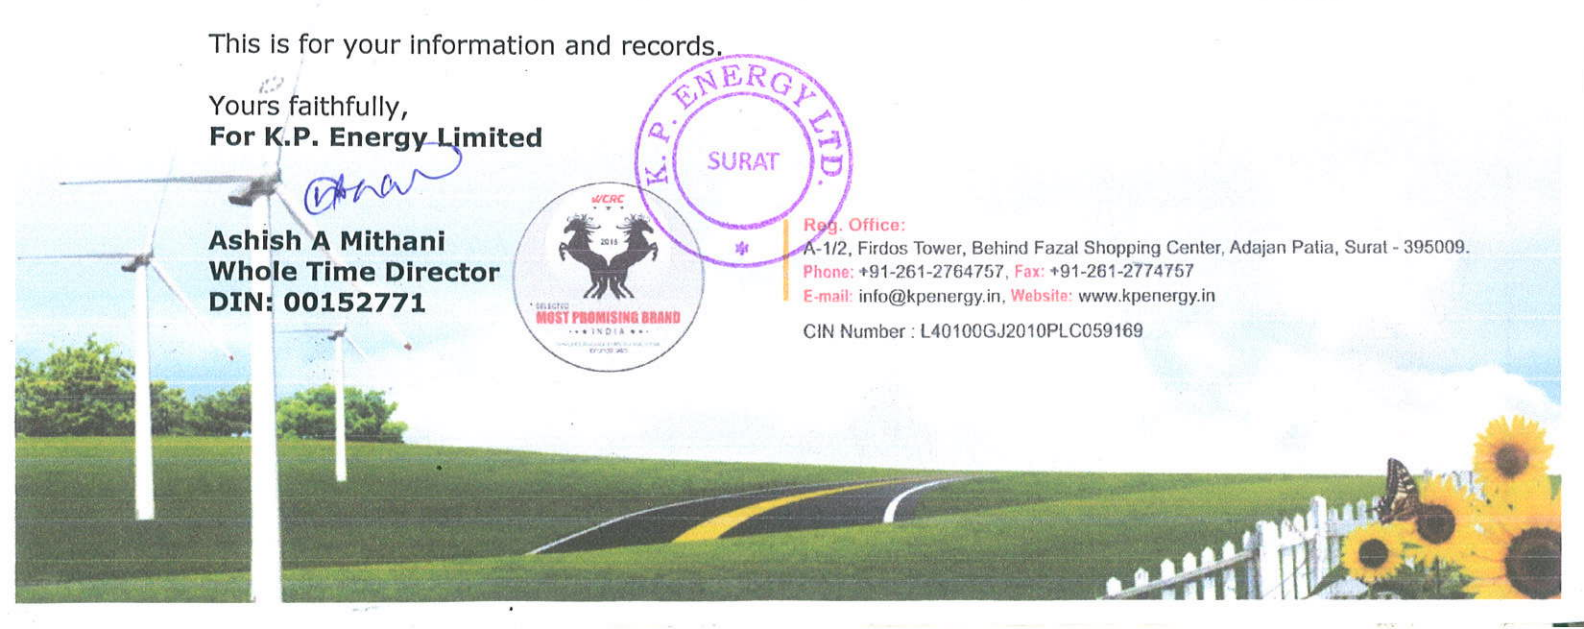 This is for your information and records.
Yours faithfully,
For K.P. Energy Limited
K. P. ENERGY LTD.
SURAT
Ashish A Mithani
Whole Time Director
DIN: 00152771
WCRC
2015
SELECTED
MOST PROMISING BRAND
INDIA
Reg. Office:
A-1/2, Firdos Tower, Behind Fazal Shopping Center, Adajan Patia, Surat - 395009.
Phone: +91-261-2764757, Fax: +91-261-2774757
E-mail: info@kpenergy.in, Website: www.kpenergy.in
CIN Number : L40100GJ2010PLC059169